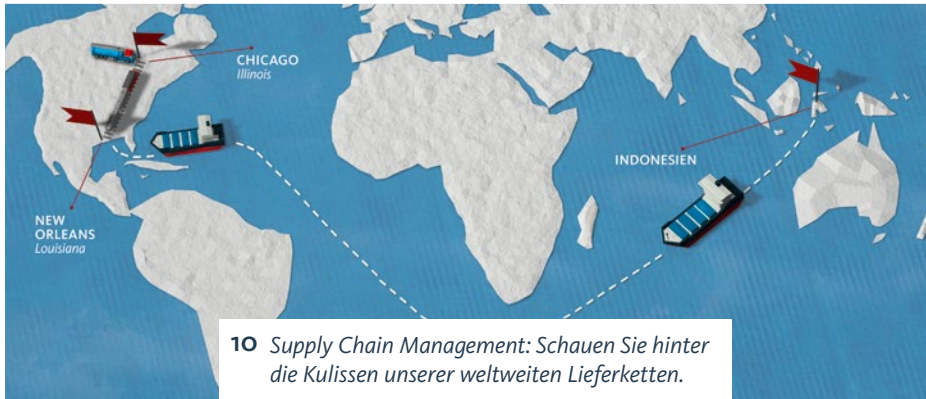 CHICAGO
Illinois
INDONESIEN
NEW
ORLEANS
Louisiana
10 Supply Chain Management: Schauen Sie hinter
die Kulissen unserer weltweiten Lieferketten.